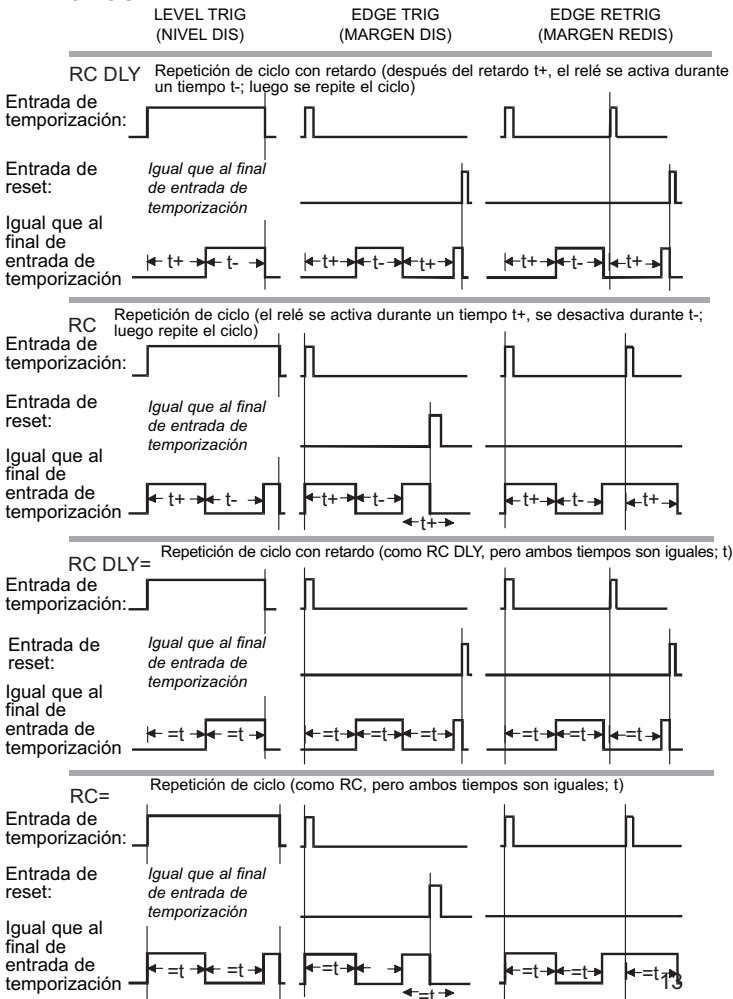 LEVEL TRIG
(NIVEL DIS)
EDGE TRIG
(MARGEN DIS)
EDGE RETRIG
(MARGEN REDIS)
RC DLY
Repetición de ciclo con retardo (después del retardo t+, el relé se activa durante
un tiempo t-; luego se repite el ciclo)
Entrada de
temporización:
Entrada de
reset:
Igual que al final
de entrada de
temporización
Igual que al
final de
entrada de
temporización
t+ t- t+ t- t+ t+ t- t+
RC
Repetición de ciclo (el relé se activa durante un tiempo t+, se desactiva durante t-;
luego repite el ciclo)
Entrada de
temporización:
Entrada de
reset:
Igual que al final
de entrada de
temporización
Igual que al
final de
entrada de
temporización
t+ t- t+ t- t+ t- t+
t+
RC DLY=
Repetición de ciclo con retardo (como RC DLY, pero ambos tiempos son iguales; t)
Entrada de
temporización:
Entrada de
reset:
Igual que al final
de entrada de
temporización
Igual que al
final de
entrada de
temporización
=t =t =t =t =t =t =t =t
RC=
Repetición de ciclo (como RC, pero ambos tiempos son iguales; t)
Entrada de
temporización:
Entrada de
reset:
Igual que al final
de entrada de
temporización
Igual que al
final de
entrada de
temporización
=t =t =t =t =t =t
=t
13